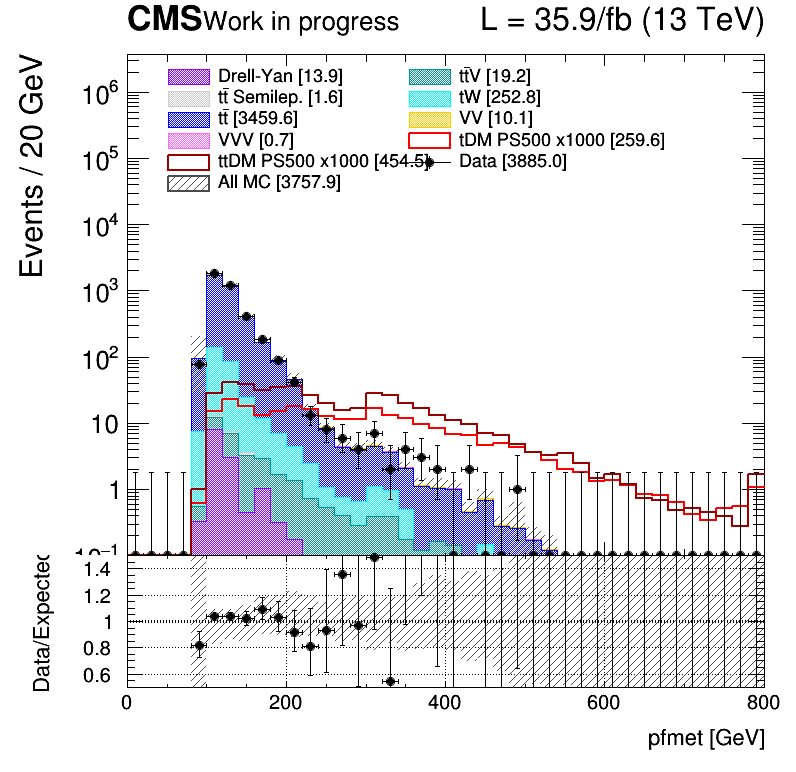 CMS Work in progress L = 35.9/fb (13 TeV)
Events / 20 GeV
Drell-Yan [13.9] tt̄V [19.2]
tt̄ Semilep. [1.6] tW [252.8]
tt̄ [3459.6] VV [10.1]
VVV [0.7] tDM PS500 x1000 [259.6]
ttDM PS500 x1000 [454.5] Data [3885.0]
All MC [3757.9]
10⁶
10⁵
10⁴
10³
10²
10
1
10⁻¹
Data/Expected
1.4
1.2
1
0.8
0.6
0 200 400 600 800
pfmet [GeV]